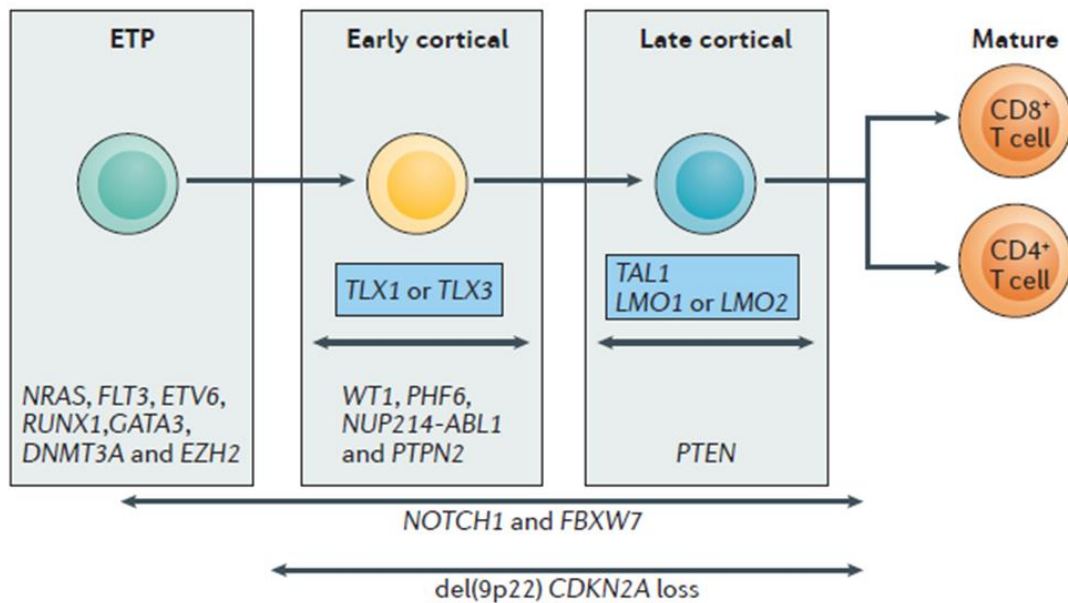 ETP
Early cortical
Late cortical
Mature
CD8⁺
T cell
CD4⁺
T cell
TLX1 or TLX3
TAL1
LMO1 or LMO2
NRAS, FLT3, ETV6,
RUNX1,GATA3,
DNMT3A and EZH2
WT1, PHF6,
NUP214-ABL1
and PTPN2
PTEN
NOTCH1 and FBXW7
del(9p22) CDKN2A loss